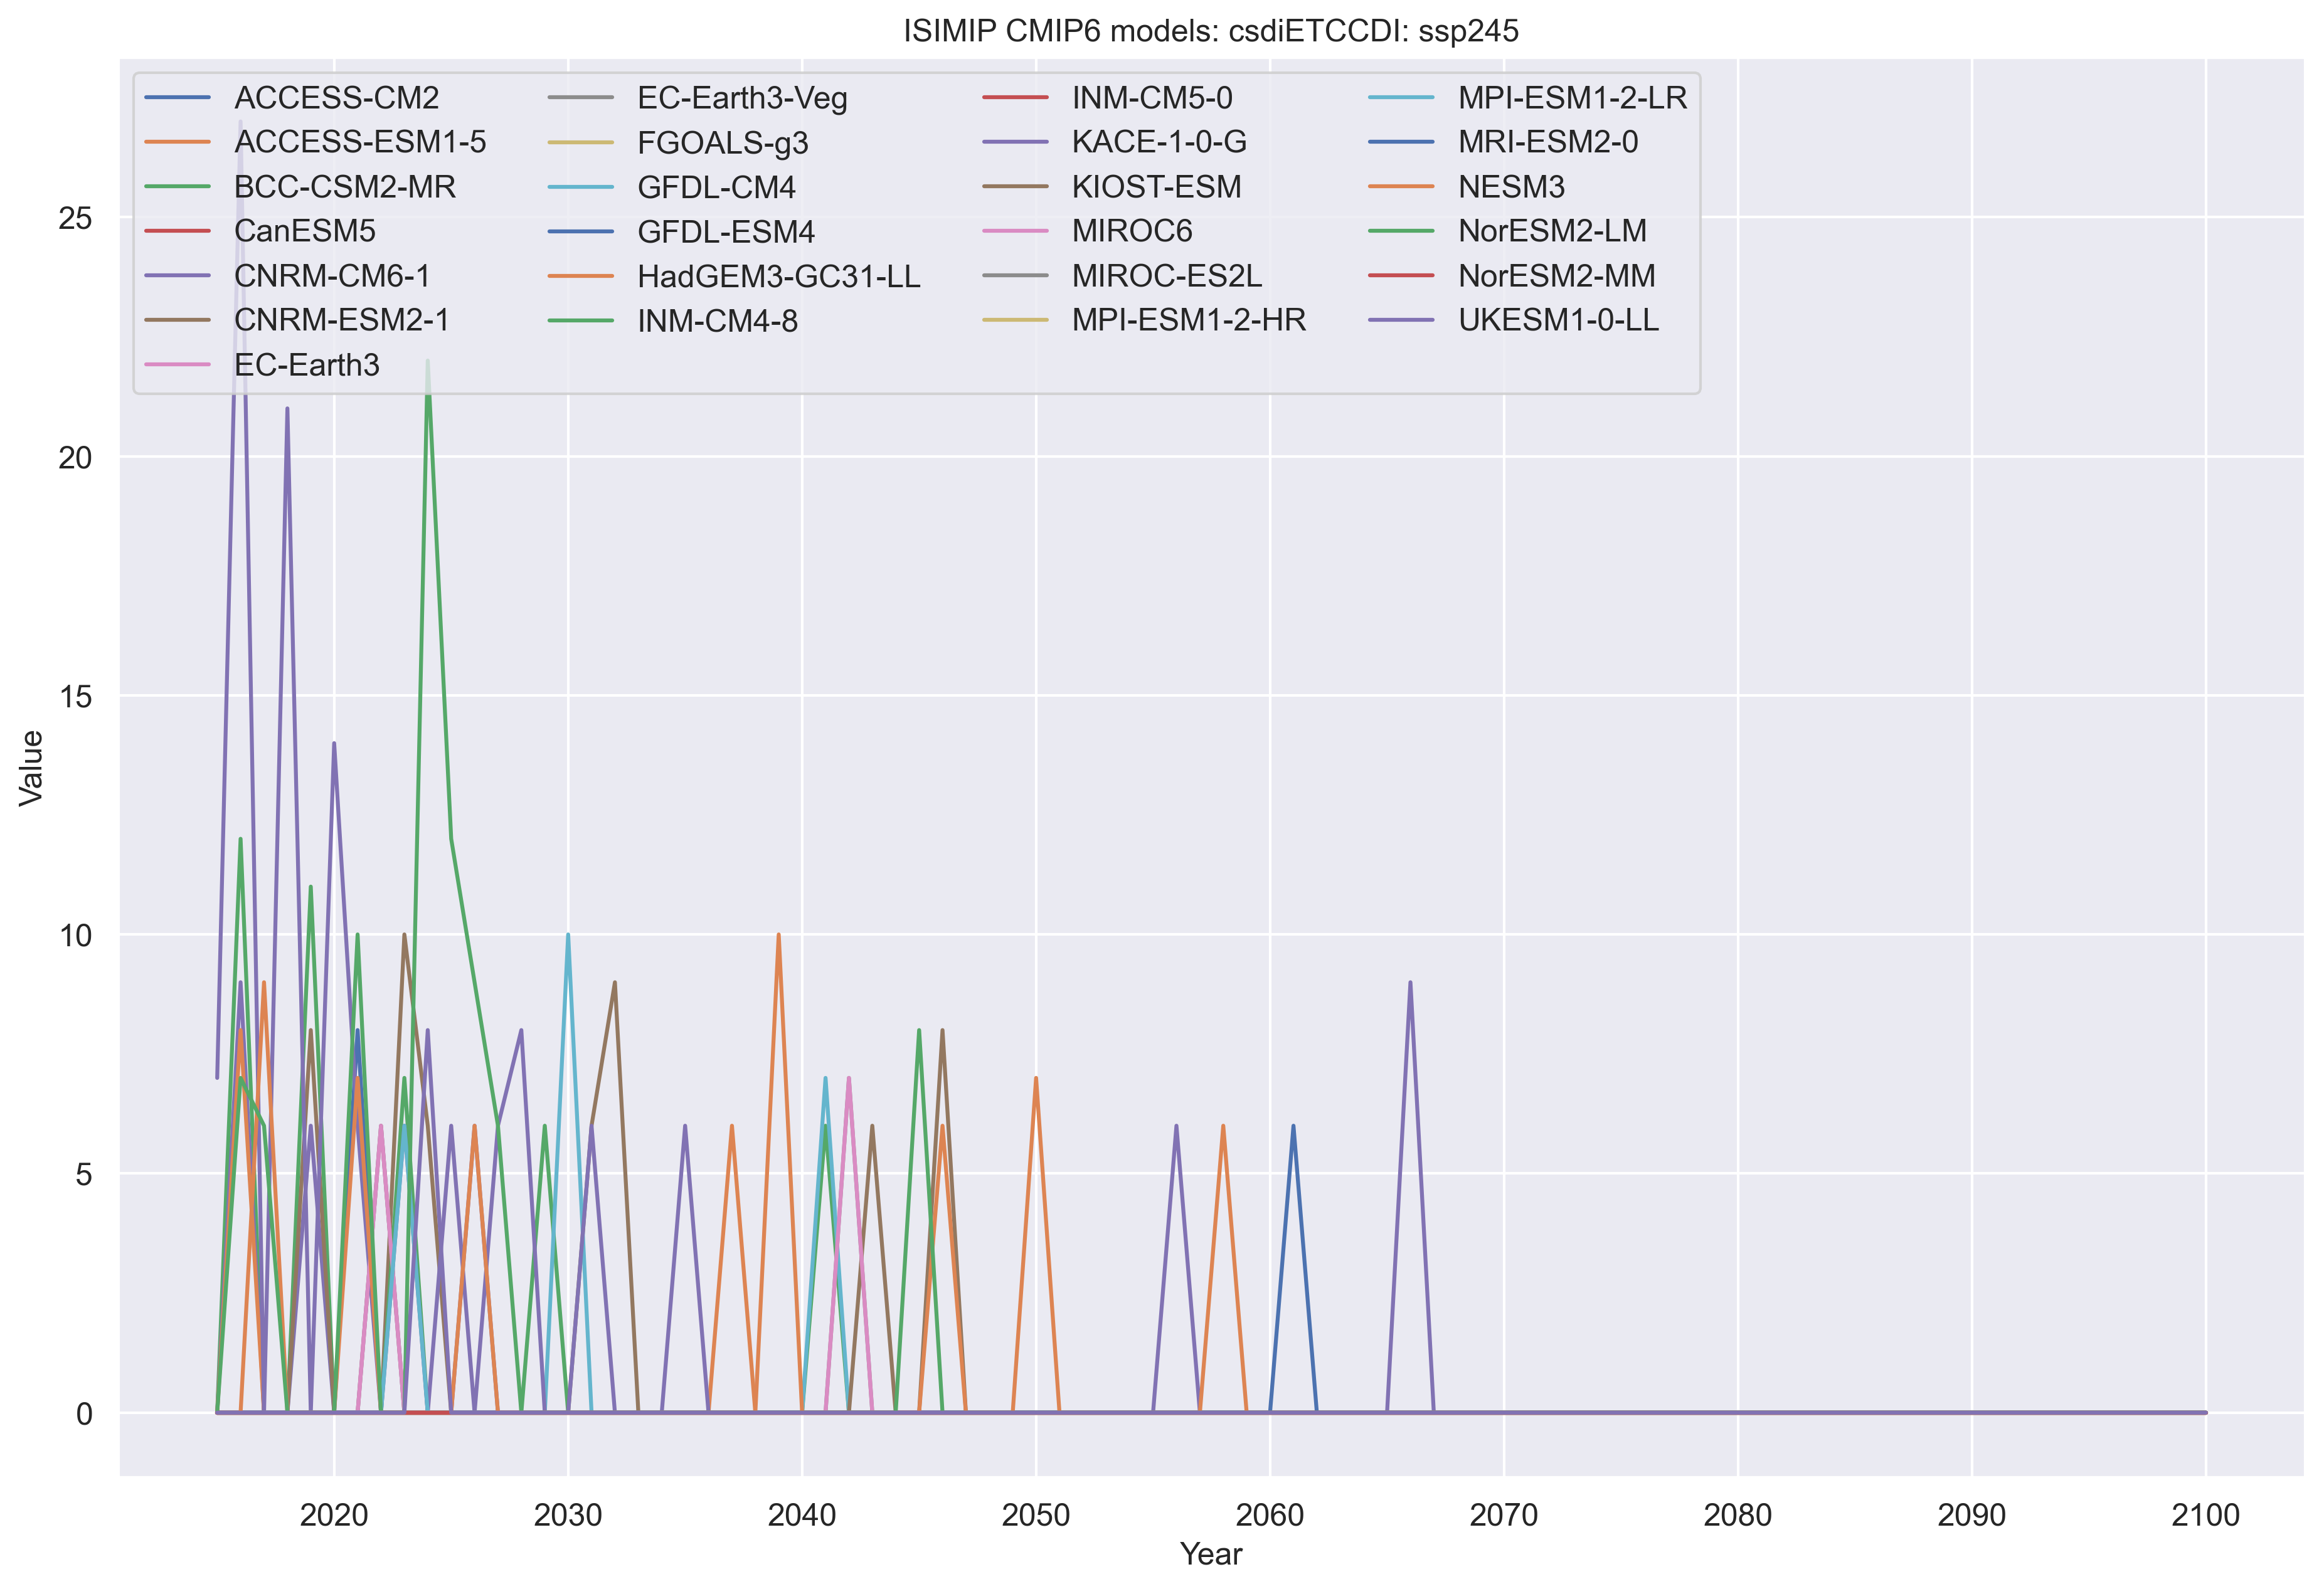 ISIMIP CMIP6 models: csdiETCCDI: ssp245
ACCESS-CM2
ACCESS-ESM1-5
BCC-CSM2-MR
CanESM5
CNRM-CM6-1
CNRM-ESM2-1
EC-Earth3
EC-Earth3-Veg
FGOALS-g3
GFDL-CM4
GFDL-ESM4
HadGEM3-GC31-LL
INM-CM4-8
INM-CM5-0
KACE-1-0-G
KIOST-ESM
MIROC6
MIROC-ES2L
MPI-ESM1-2-HR
MPI-ESM1-2-LR
MRI-ESM2-0
NESM3
NorESM2-LM
NorESM2-MM
UKESM1-0-LL
25
20
15
10
5
0
Value
2020 2030 2040 2050 2060 2070 2080 2090 2100
Year